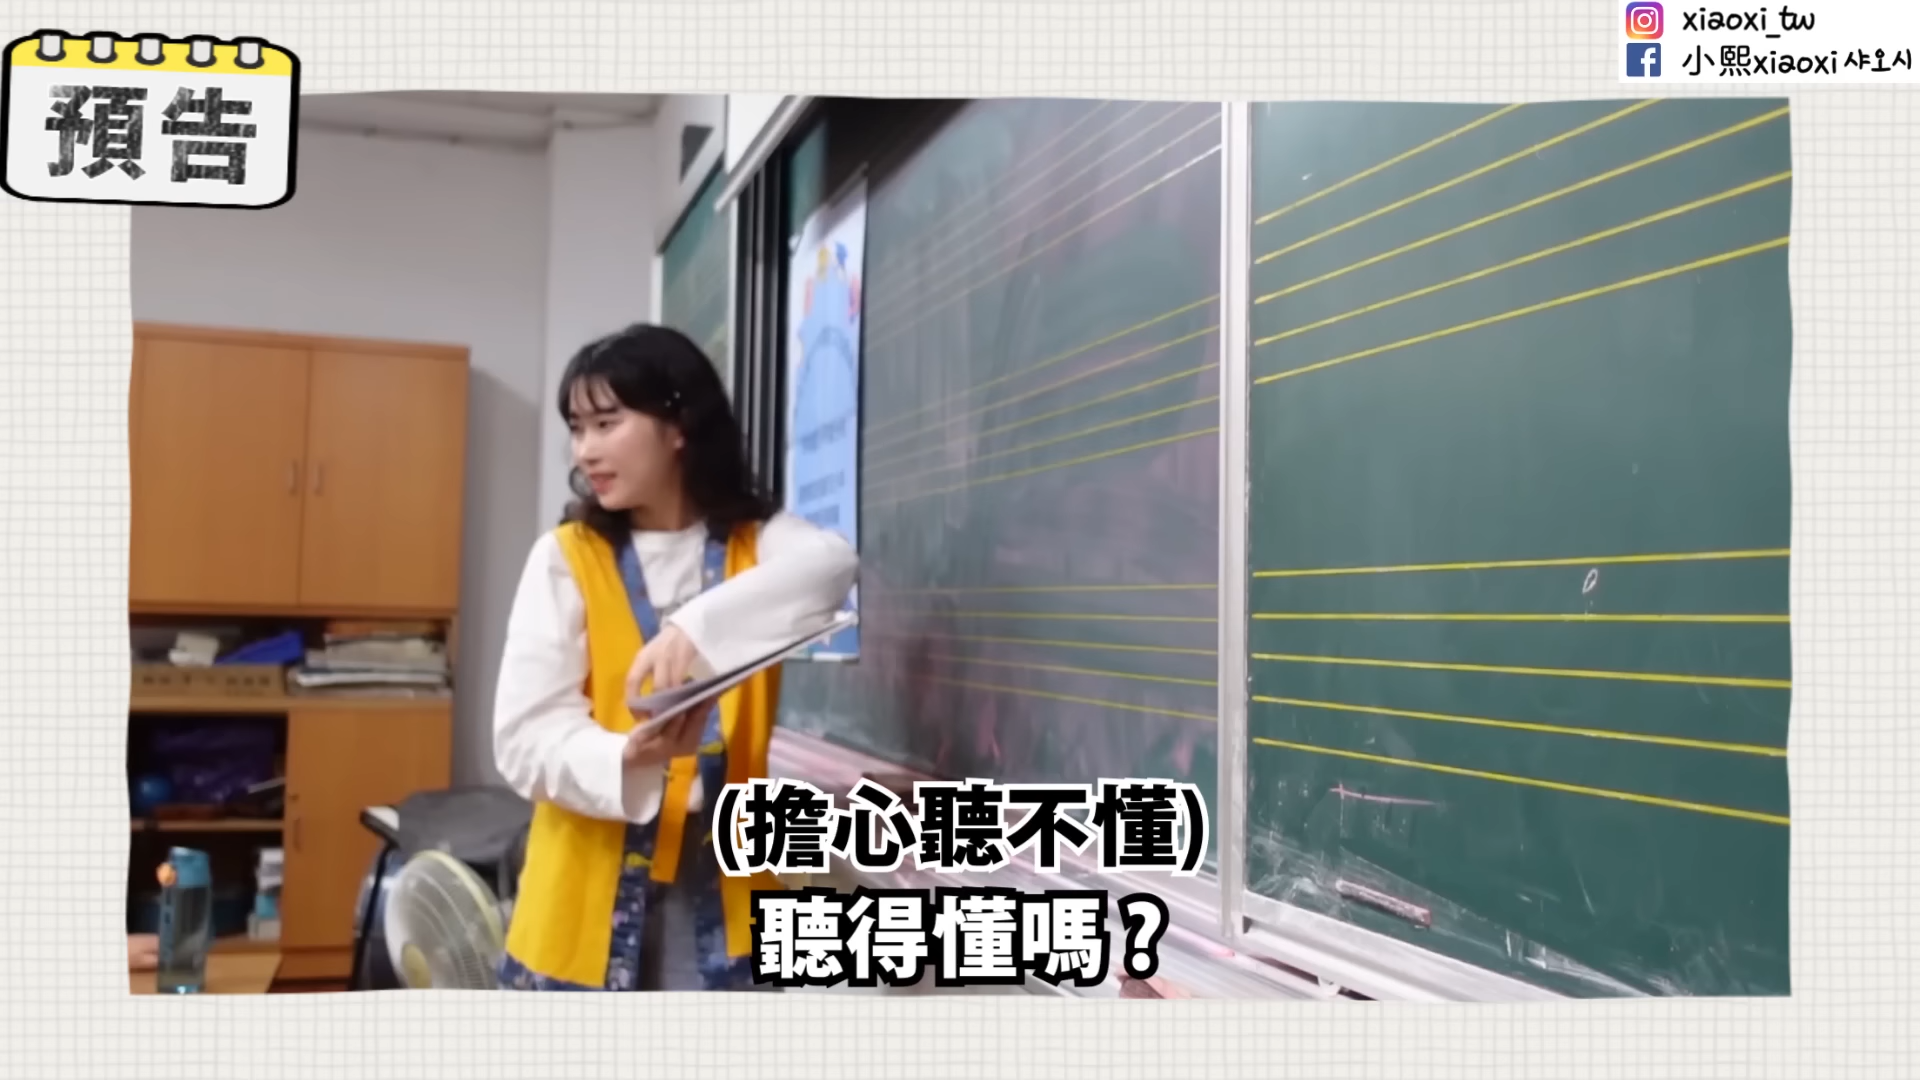 預告
xiaoxi_tw
小熙xiaoxi샤오시
(擔心聽不懂)
聽得懂嗎？